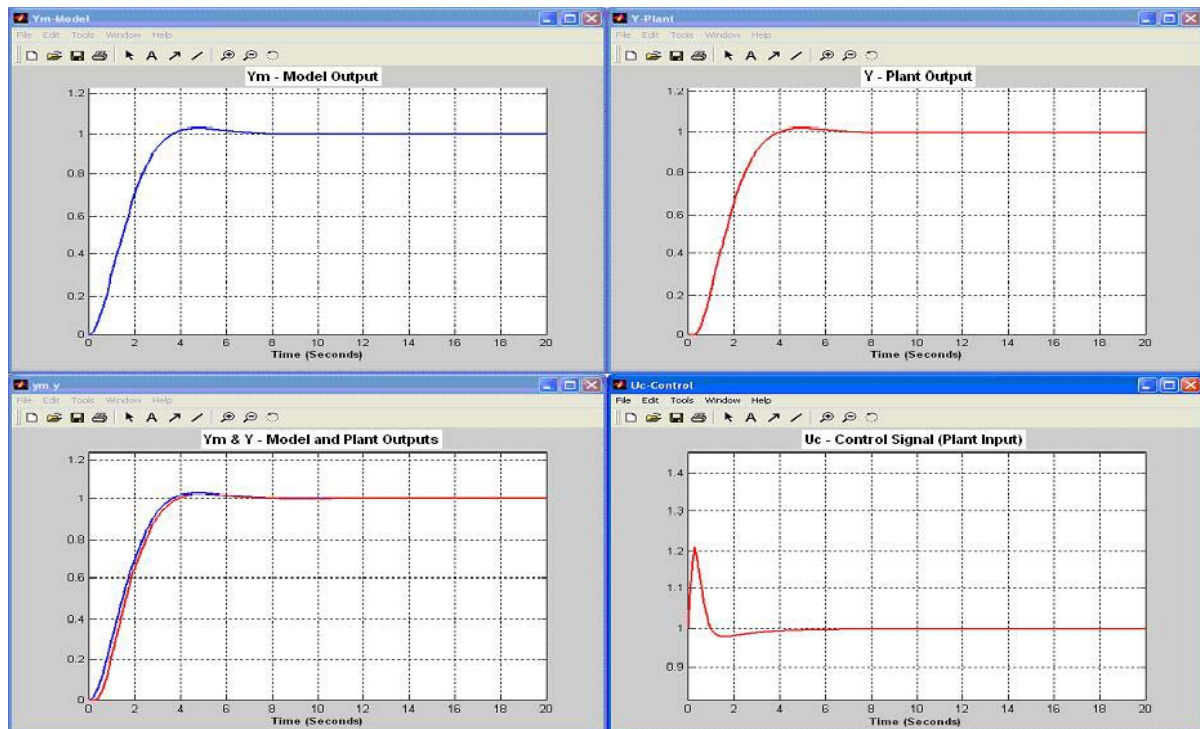 Ym-Model
File Edit Tools Window Help
Ym - Model Output
1.2
1
0.8
0.6
0.4
0.2
0
0 2 4 6 8 10 12 14 16 18 20
Time (Seconds)
Y-Plant
File Edit Tools Window Help
Y - Plant Output
1.2
1
0.8
0.6
0.4
0.2
0
0 2 4 6 8 10 12 14 16 18 20
Time (Seconds)
ym y
File Edit Tools Window Help
Ym & Y - Model and Plant Outputs
1.2
1
0.8
0.6
0.4
0.2
0
0 2 4 6 8 10 12 14 16 18 20
Time (Seconds)
Uc-Control
File Edit Tools Window Help
Uc - Control Signal (Plant Input)
1.4
1.3
1.2
1.1
1
0.9
0 2 4 6 8 10 12 14 16 18 20
Time (Seconds)